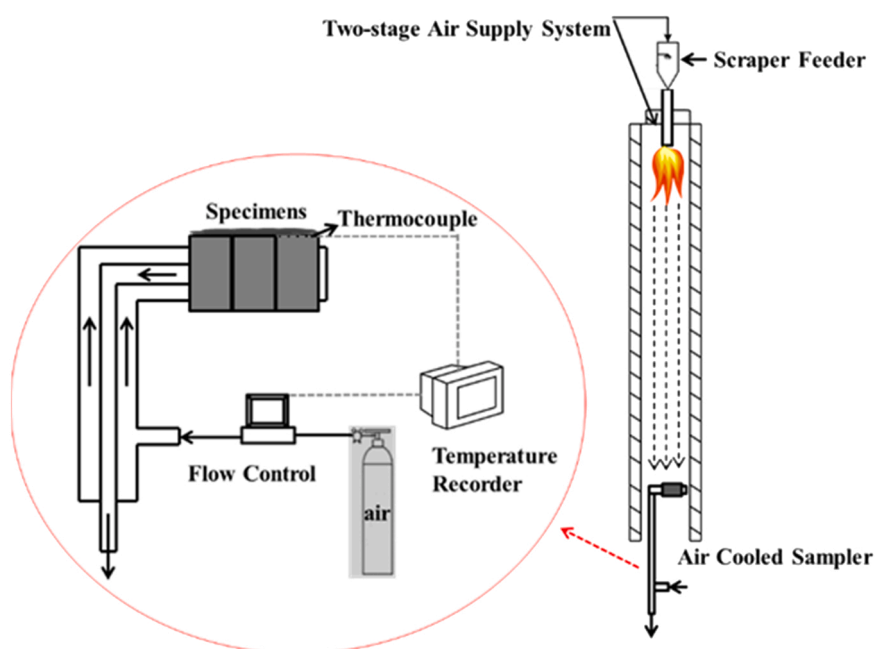 Two-stage Air Supply System
Scraper Feeder
Specimens
Thermocouple
Flow Control
air
Temperature
Recorder
Air Cooled Sampler